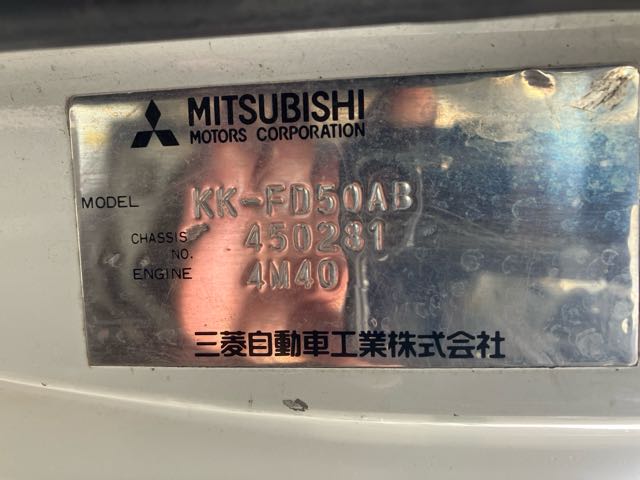 MITSUBISHI
MOTORS CORPORATION
MODEL KK-FD50AB
CHASSIS NO. 450281
ENGINE 4M40
三菱自動車工業株式会社